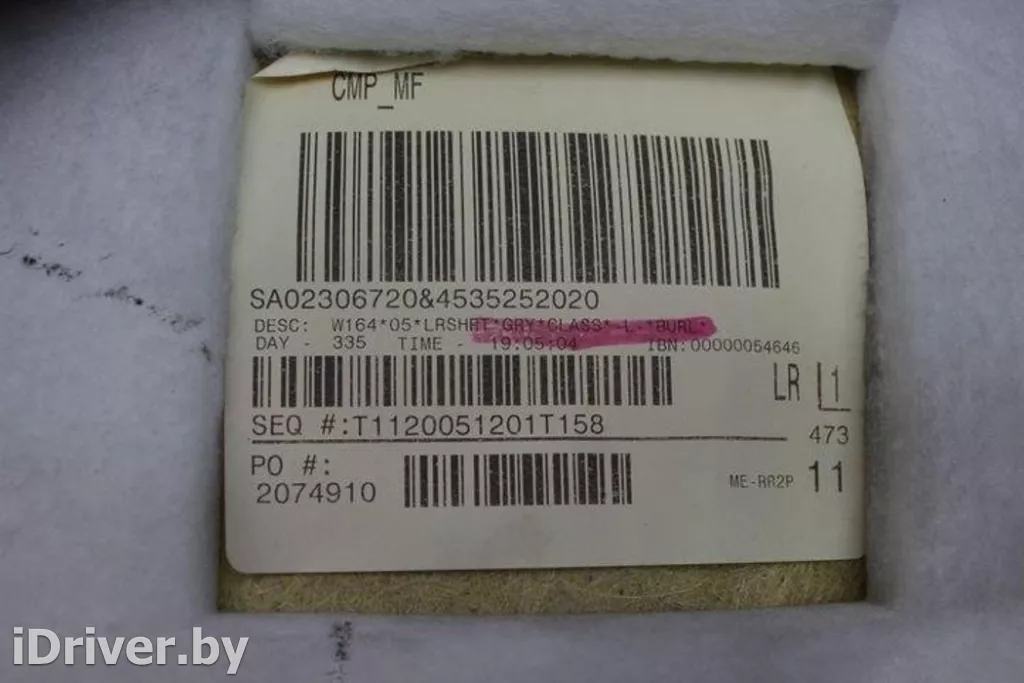 CMP_MF
SA02306720&4535252020
DESC: W164*05*LRSHRT*GRY*CLASS*-L-*BURL*
DAY - 335 TIME - 19:05:04 IBN:00000054646
LR L1
SEQ #:T1120051201T158
473
PO #:
2074910
ME-RR2P 11
iDriver.by